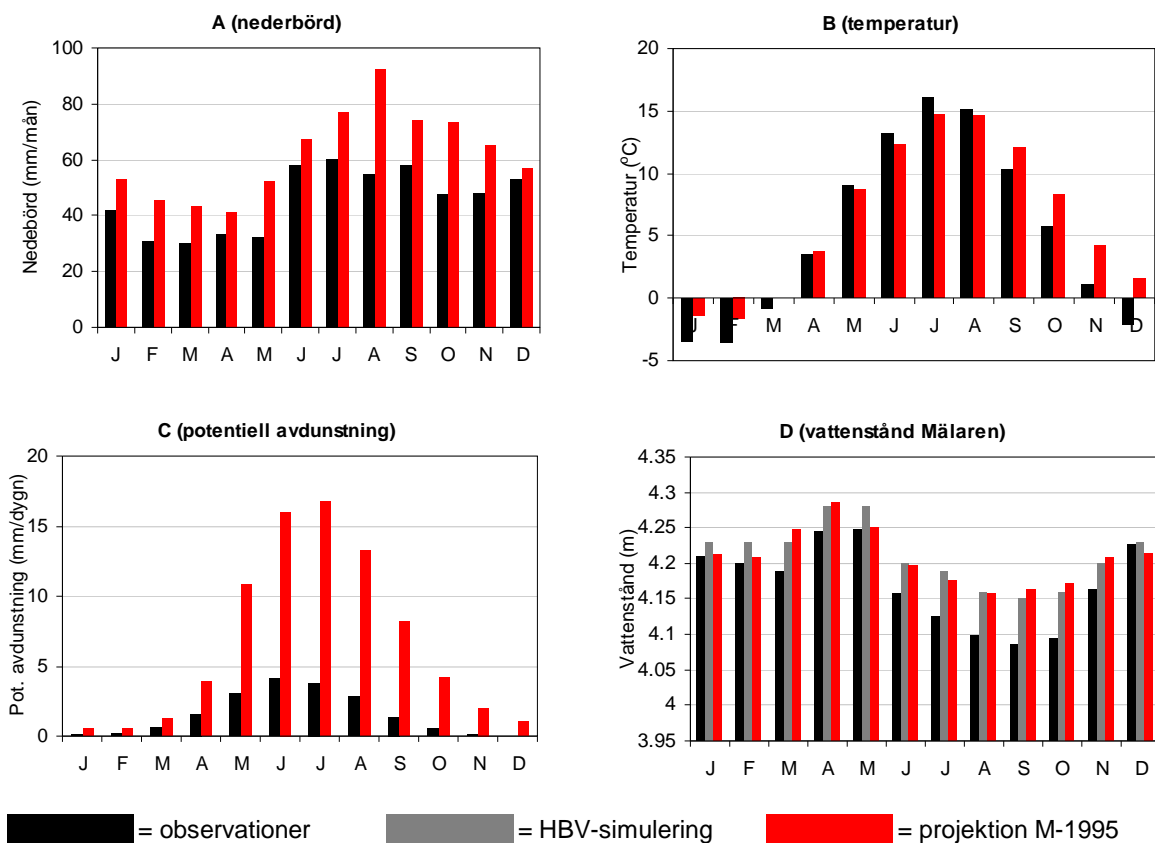 A (nederbörd)
Nedebörd (mm/mån)
100
80
60
40
20
0
J F M A M J J A S O N D
B (temperatur)
Temperatur (°C)
20
15
10
5
0
-5
J F M A M J J A S O N D
C (potentiell avdunstning)
Pot. avdunstning (mm/dygn)
20
15
10
5
0
J F M A M J J A S O N D
D (vattenstånd Mälaren)
Vattenstånd (m)
4.35
4.3
4.25
4.2
4.15
4.1
4.05
4
3.95
J F M A M J J A S O N D
= observationer = HBV-simulering = projektion M-1995